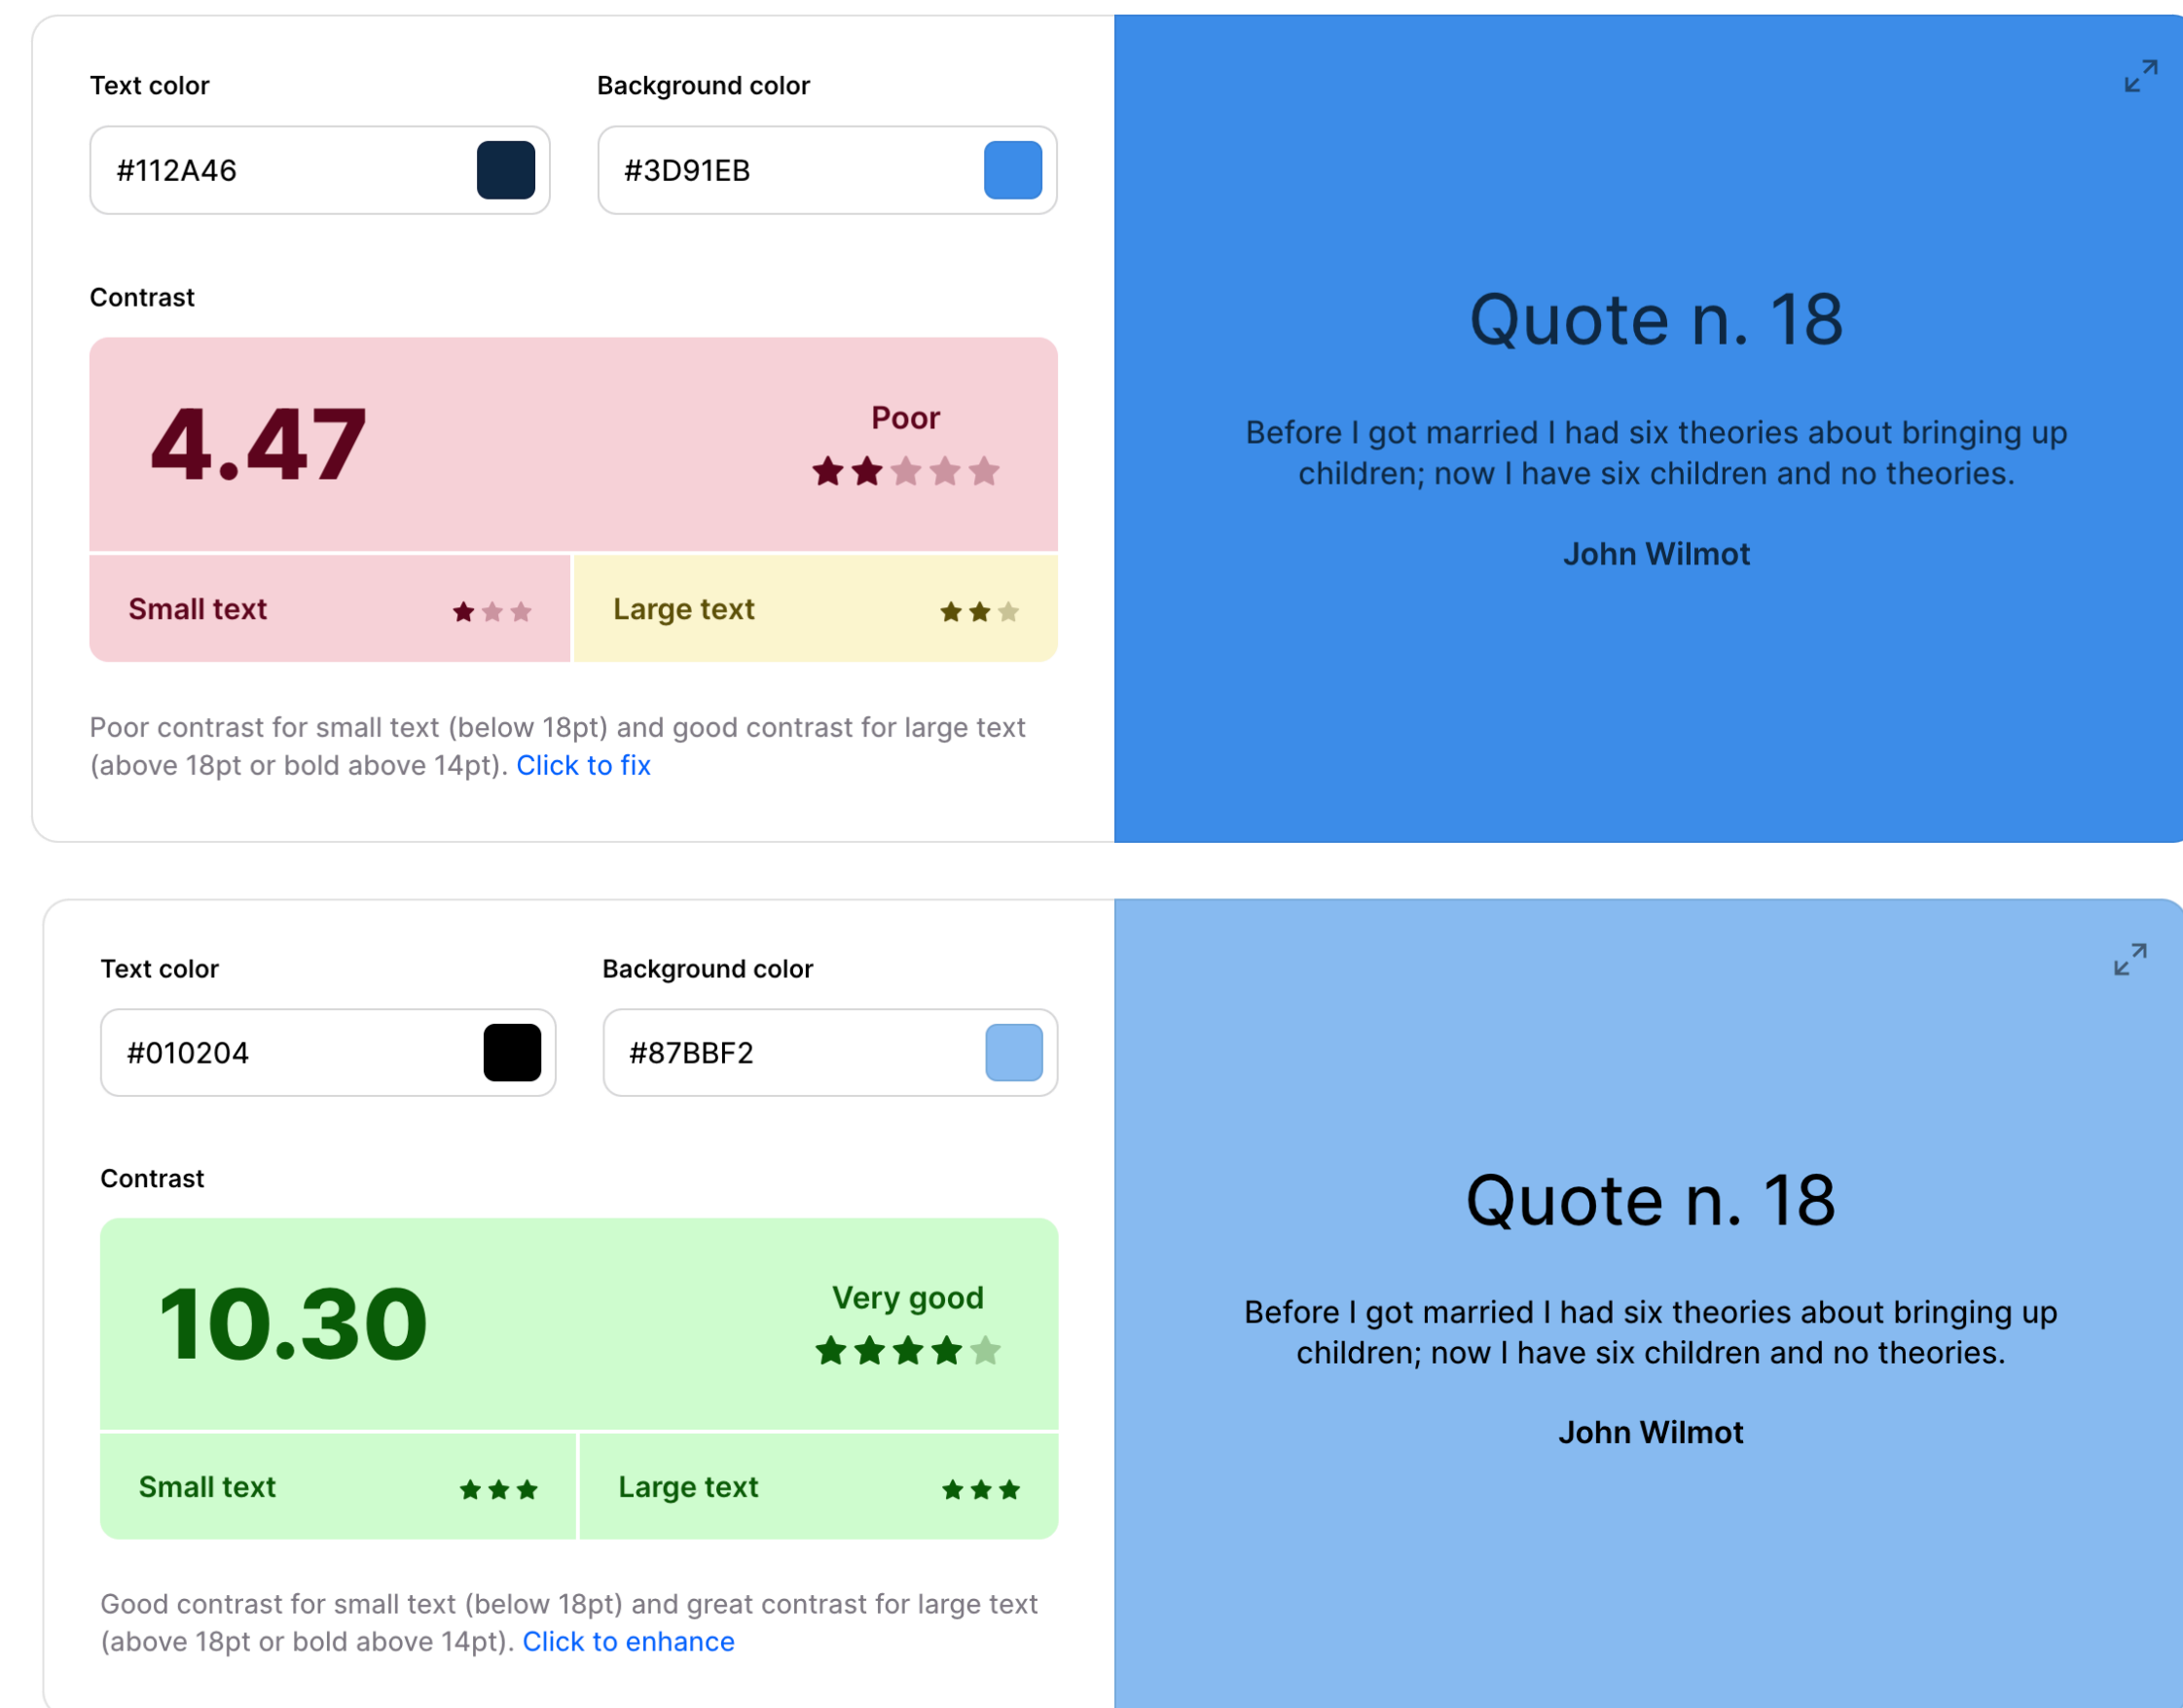 Text color
Background color
#112A46
#3D91EB
Contrast
4.47
Poor
Small text
Large text
Poor contrast for small text (below 18pt) and good contrast for large text
(above 18pt or bold above 14pt). Click to fix
Quote n. 18
Before I got married I had six theories about bringing up
children; now I have six children and no theories.
John Wilmot
Text color
Background color
#010204
#87BBF2
Contrast
10.30
Very good
Small text
Large text
Good contrast for small text (below 18pt) and great contrast for large text
(above 18pt or bold above 14pt). Click to enhance
Quote n. 18
Before I got married I had six theories about bringing up
children; now I have six children and no theories.
John Wilmot